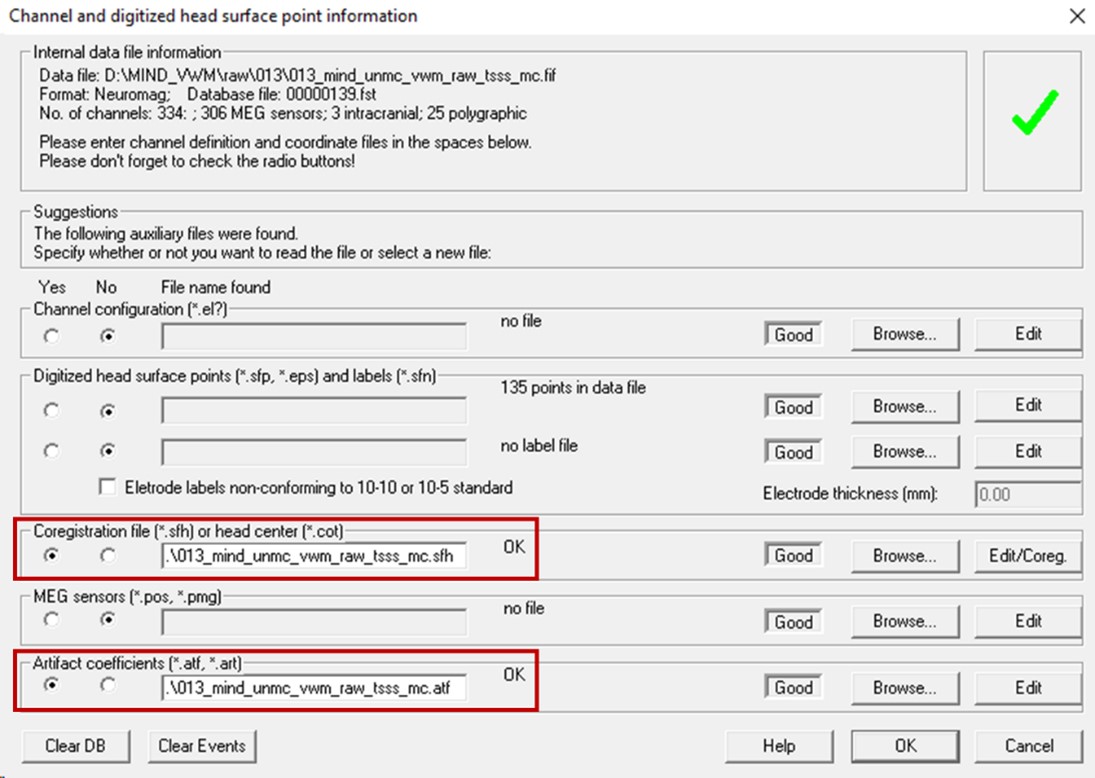 Channel and digitized head surface point information
Internal data file information
Data file: D:\MIND_VWM\raw\013\013_mind_unmc_vwm_raw_tsss_mc.fif
Format: Neuromag;    Database file: 00000139.fst
No. of channels: 334: ; 306 MEG sensors; 3 intracranial; 25 polygraphic
Please enter channel definition and coordinate files in the spaces below.
Please don't forget to check the radio buttons!
Suggestions
The following auxiliary files were found.
Specify whether or not you want to read the file or select a new file:
Yes No File name found
Channel configuration (*.el?)
no file Good Browse... Edit
Digitized head surface points (*.sfp, *.eps) and labels (*.sfn)
135 points in data file Good Browse... Edit
no label file Good Browse... Edit
Eletrode labels non-conforming to 10-10 or 10-5 standard Electrode thickness (mm): 0.00
Coregistration file (*.sfh) or head center (*.cot)
.\013_mind_unmc_vwm_raw_tsss_mc.sfh OK Good Browse... Edit/Coreg.
MEG sensors (*.pos, *.pmg)
no file Good Browse... Edit
Artifact coefficients (*.atf, *.art)
.\013_mind_unmc_vwm_raw_tsss_mc.atf OK Good Browse... Edit
Clear DB Clear Events Help OK Cancel